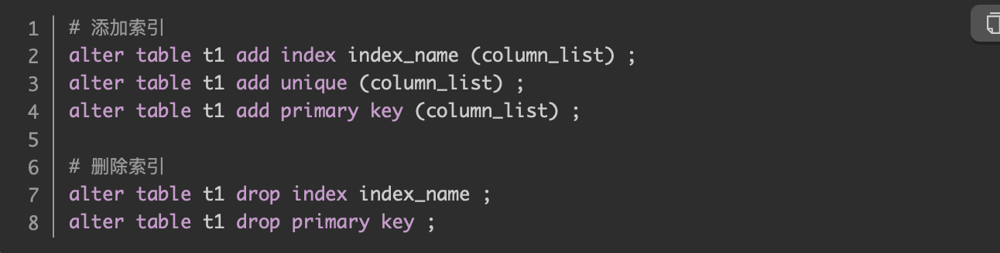 1 # 添加索引
2 alter table t1 add index index_name (column_list) ;
3 alter table t1 add unique (column_list) ;
4 alter table t1 add primary key (column_list) ;
5
6 # 删除索引
7 alter table t1 drop index index_name ;
8 alter table t1 drop primary key ;